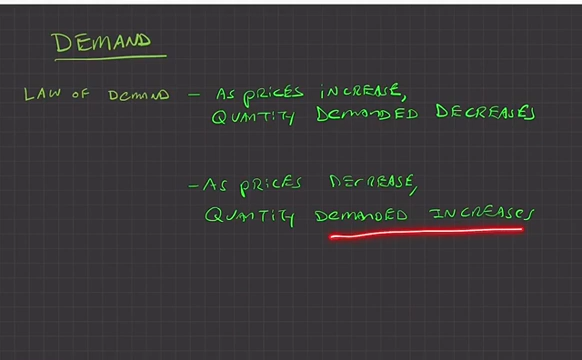 DEMAND
LAW OF DEMAND - AS PRICES INCREASE,
QUANTITY DEMANDED DECREASES
- AS PRICES DECREASE,
QUANTITY DEMANDED INCREASES